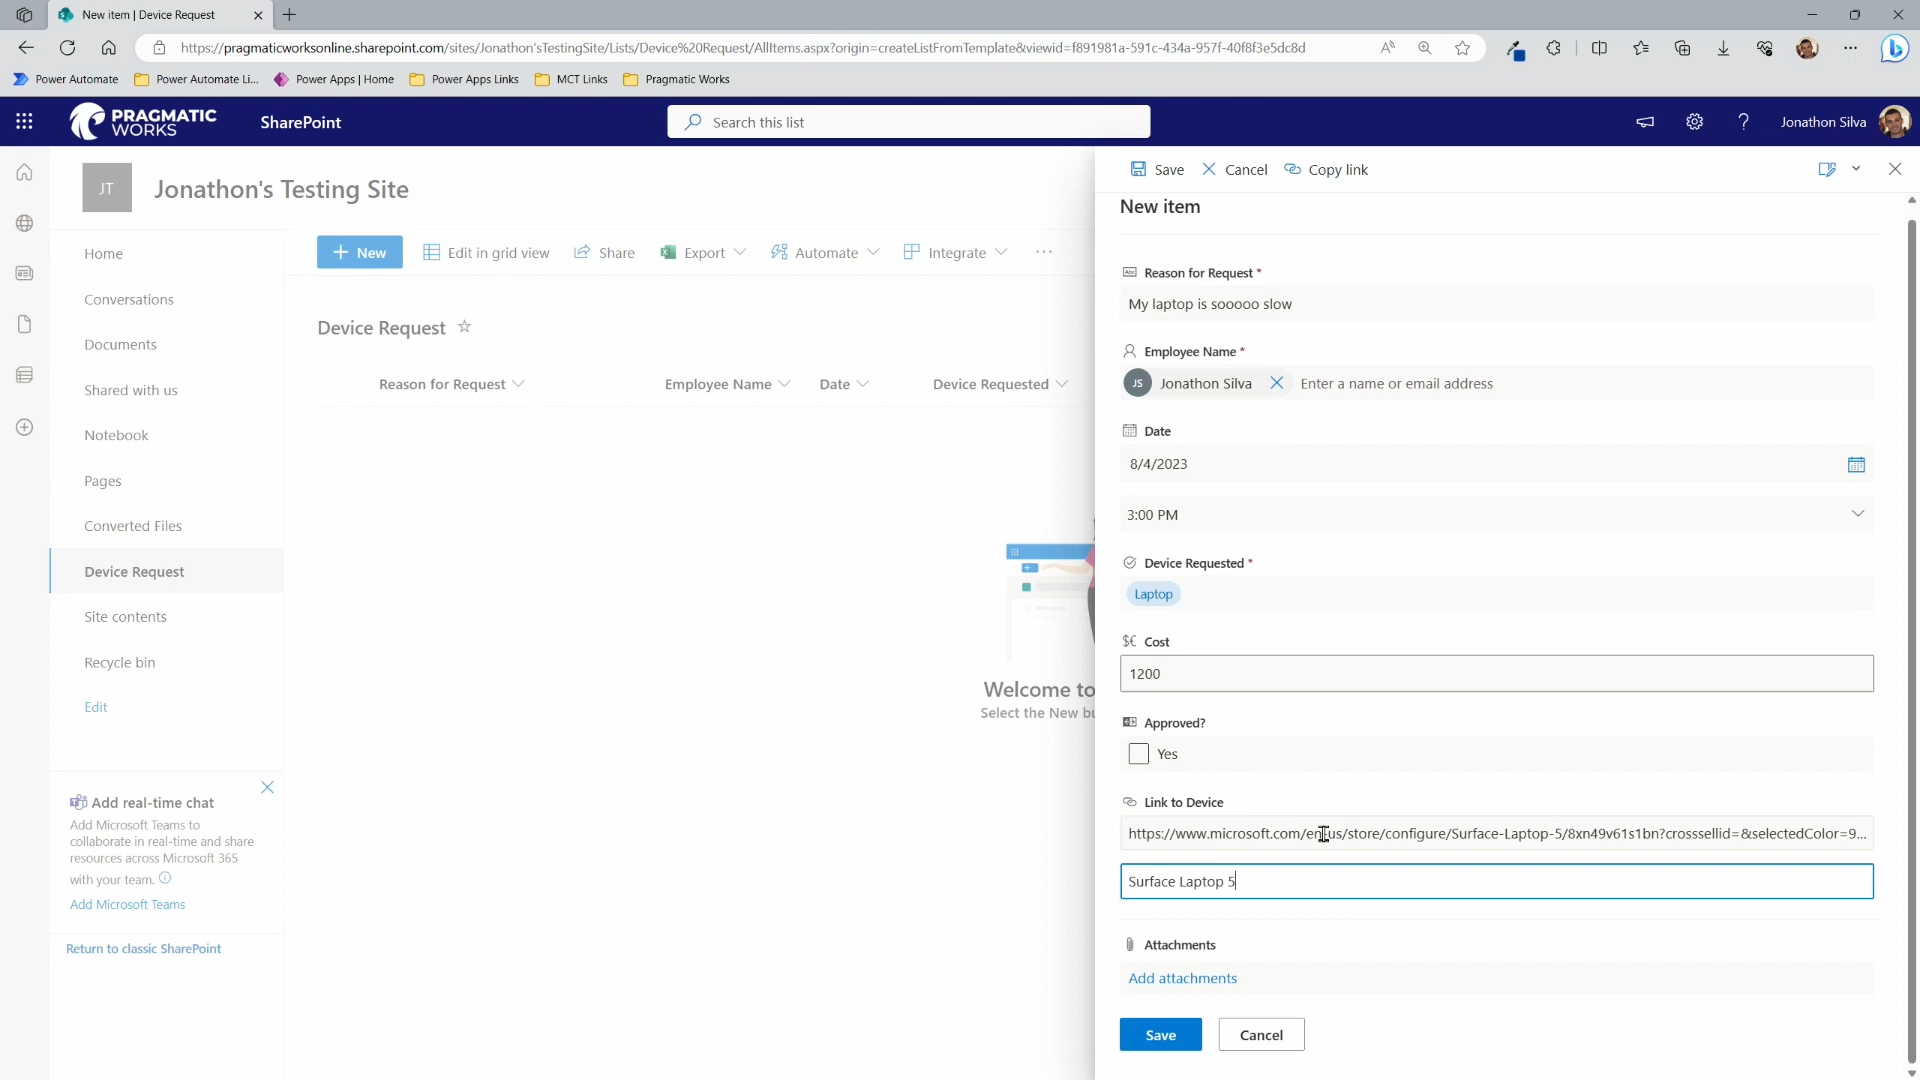 New item | Device Request
https://pragmaticworksonline.sharepoint.com/sites/Jonathon'sTestingSite/Lists/Device%20Request/AllItems.aspx?origin=createListFromTemplate&viewid=f891981a-591c-434a-957f-40f8f3e5dc8d
Power Automate
Power Automate Li...
Power Apps | Home
Power Apps Links
MCT Links
Pragmatic Works
PRAGMATIC
WORKS
SharePoint
Search this list
Jonathon Silva
JT
Jonathon's Testing Site
Home
Conversations
Documents
Shared with us
Notebook
Pages
Converted Files
Device Request
Site contents
Recycle bin
Edit
Add real-time chat
Add Microsoft Teams to
collaborate in real-time and share
resources across Microsoft 365
with your team.
Add Microsoft Teams
Return to classic SharePoint
New
Edit in grid view
Share
Export
Automate
Integrate
Device Request
Reason for Request
Employee Name
Date
Device Requested
Welcome to
Select the New bu
Save
Cancel
Copy link
New item
Reason for Request *
My laptop is sooooo slow
Employee Name *
JS
Jonathon Silva
Enter a name or email address
Date
8/4/2023
3:00 PM
Device Requested *
Laptop
Cost
1200
Approved?
Yes
Link to Device
https://www.microsoft.com/en-us/store/configure/Surface-Laptop-5/8xn49v61s1bn?crosssellid=&selectedColor=9...
Surface Laptop 5
Attachments
Add attachments
Save
Cancel